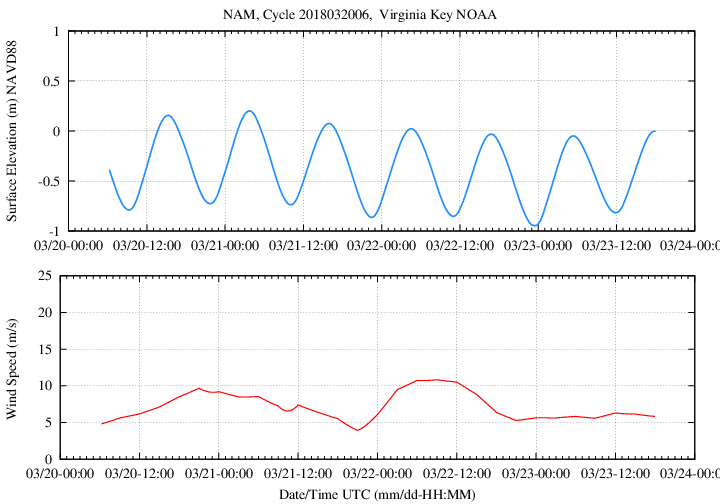 NAM, Cycle 2018032006, Virginia Key NOAA
Surface Elevation (m) NAVD88
1
0.5
0
-0.5
-1
03/20-00:00 03/20-12:00 03/21-00:00 03/21-12:00 03/22-00:00 03/22-12:00 03/23-00:00 03/23-12:00 03/24-00:0
Wind Speed (m/s)
25
20
15
10
5
0
03/20-00:00 03/20-12:00 03/21-00:00 03/21-12:00 03/22-00:00 03/22-12:00 03/23-00:00 03/23-12:00 03/24-00:0
Date/Time UTC (mm/dd-HH:MM)